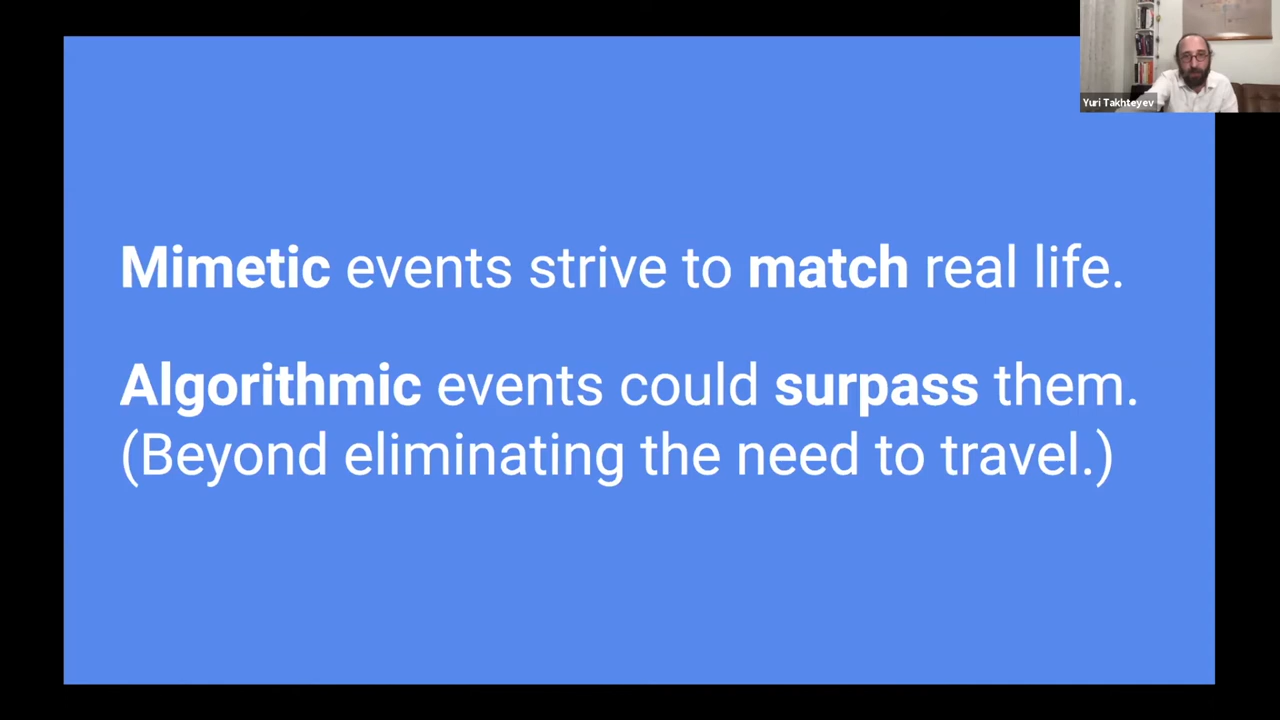 Yuri Takhteyev
Mimetic events strive to match real life.
Algorithmic events could surpass them.
(Beyond eliminating the need to travel.)